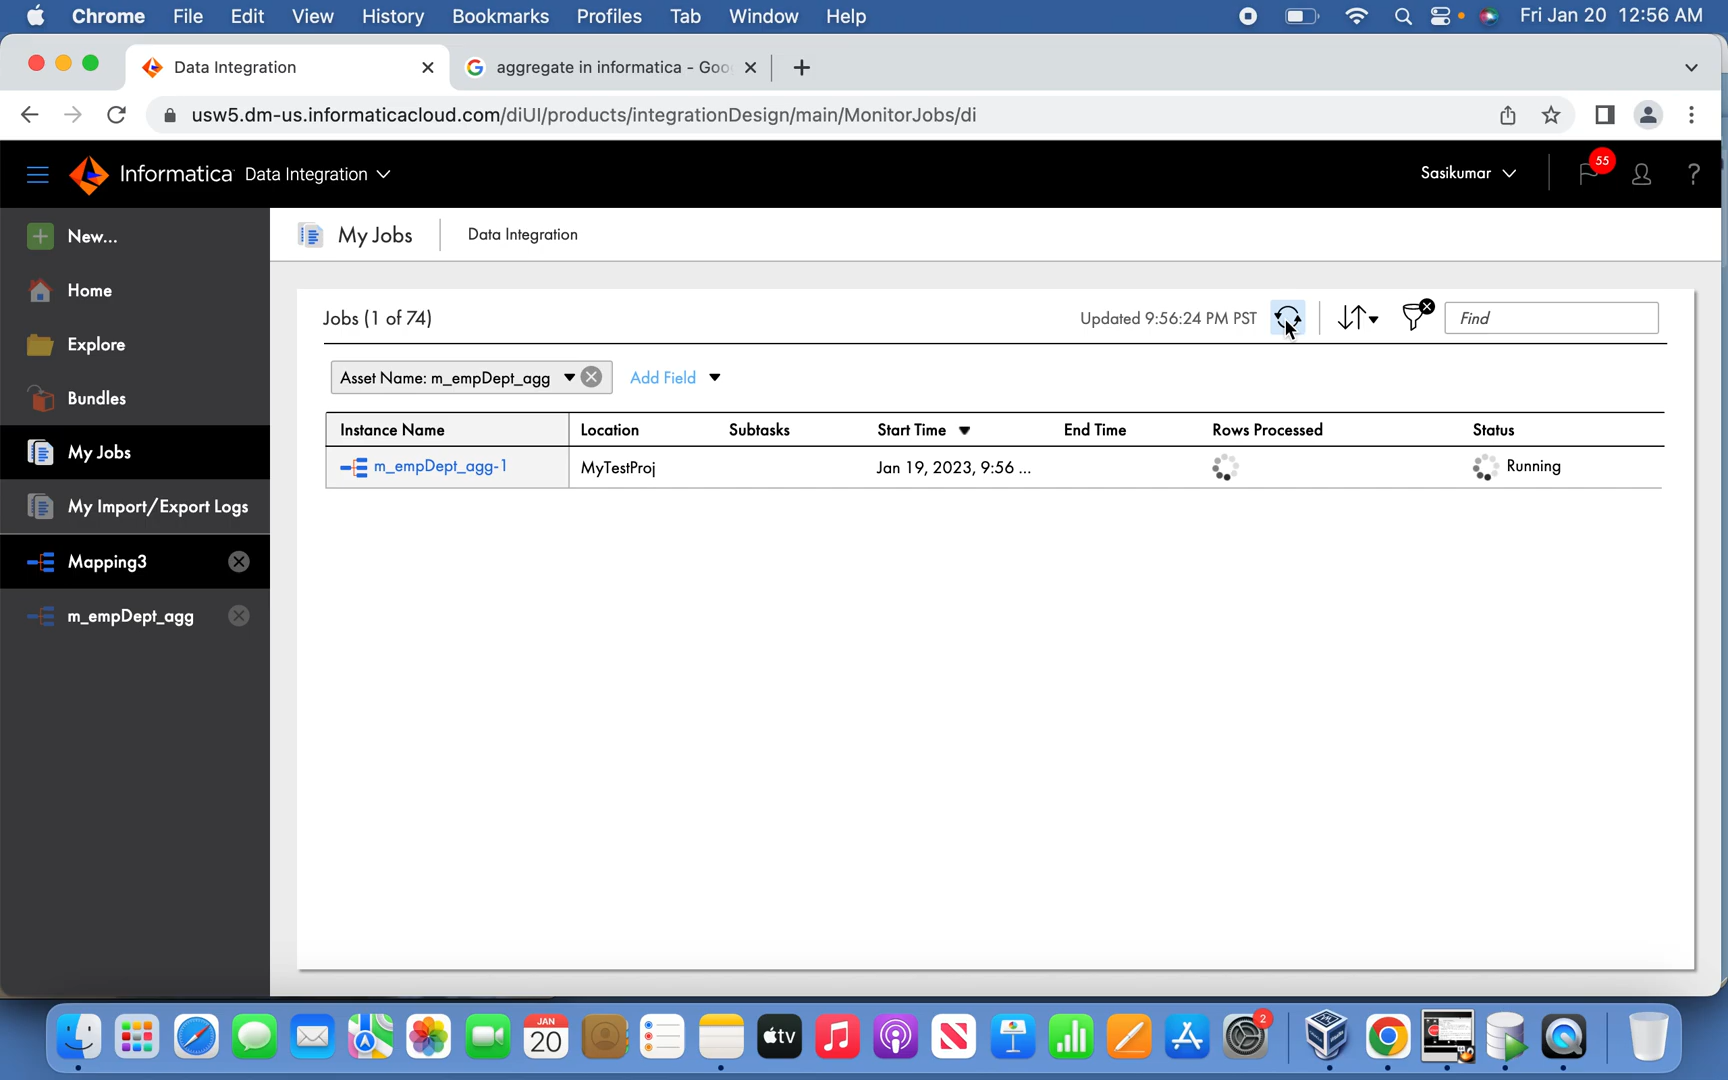 Chrome File Edit View History Bookmarks Profiles Tab Window Help Fri Jan 20 12:56 AM
Data Integration aggregate in informatica - Goo
usw5.dm-us.informaticacloud.com/diUI/products/integrationDesign/main/MonitorJobs/di
Informatica Data Integration Sasikumar 55 ?
New...
Home
Explore
Bundles
My Jobs
My Import/Export Logs
Mapping3
m_empDept_agg
My Jobs Data Integration
Jobs (1 of 74) Updated 9:56:24 PM PST Find
Asset Name: m_empDept_agg Add Field
Instance Name Location Subtasks Start Time End Time Rows Processed Status
m_empDept_agg-1 MyTestProj Jan 19, 2023, 9:56 ... Running
JAN
20
tv
2